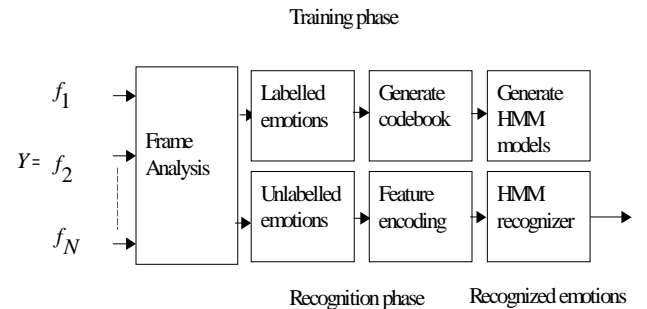 Training phase
f1
Y = f2
fN
Frame
Analysis
Labelled
emotions
Generate
codebook
Generate
HMM
models
Unlabelled
emotions
Feature
encoding
HMM
recognizer
Recognition phase
Recognized emotions